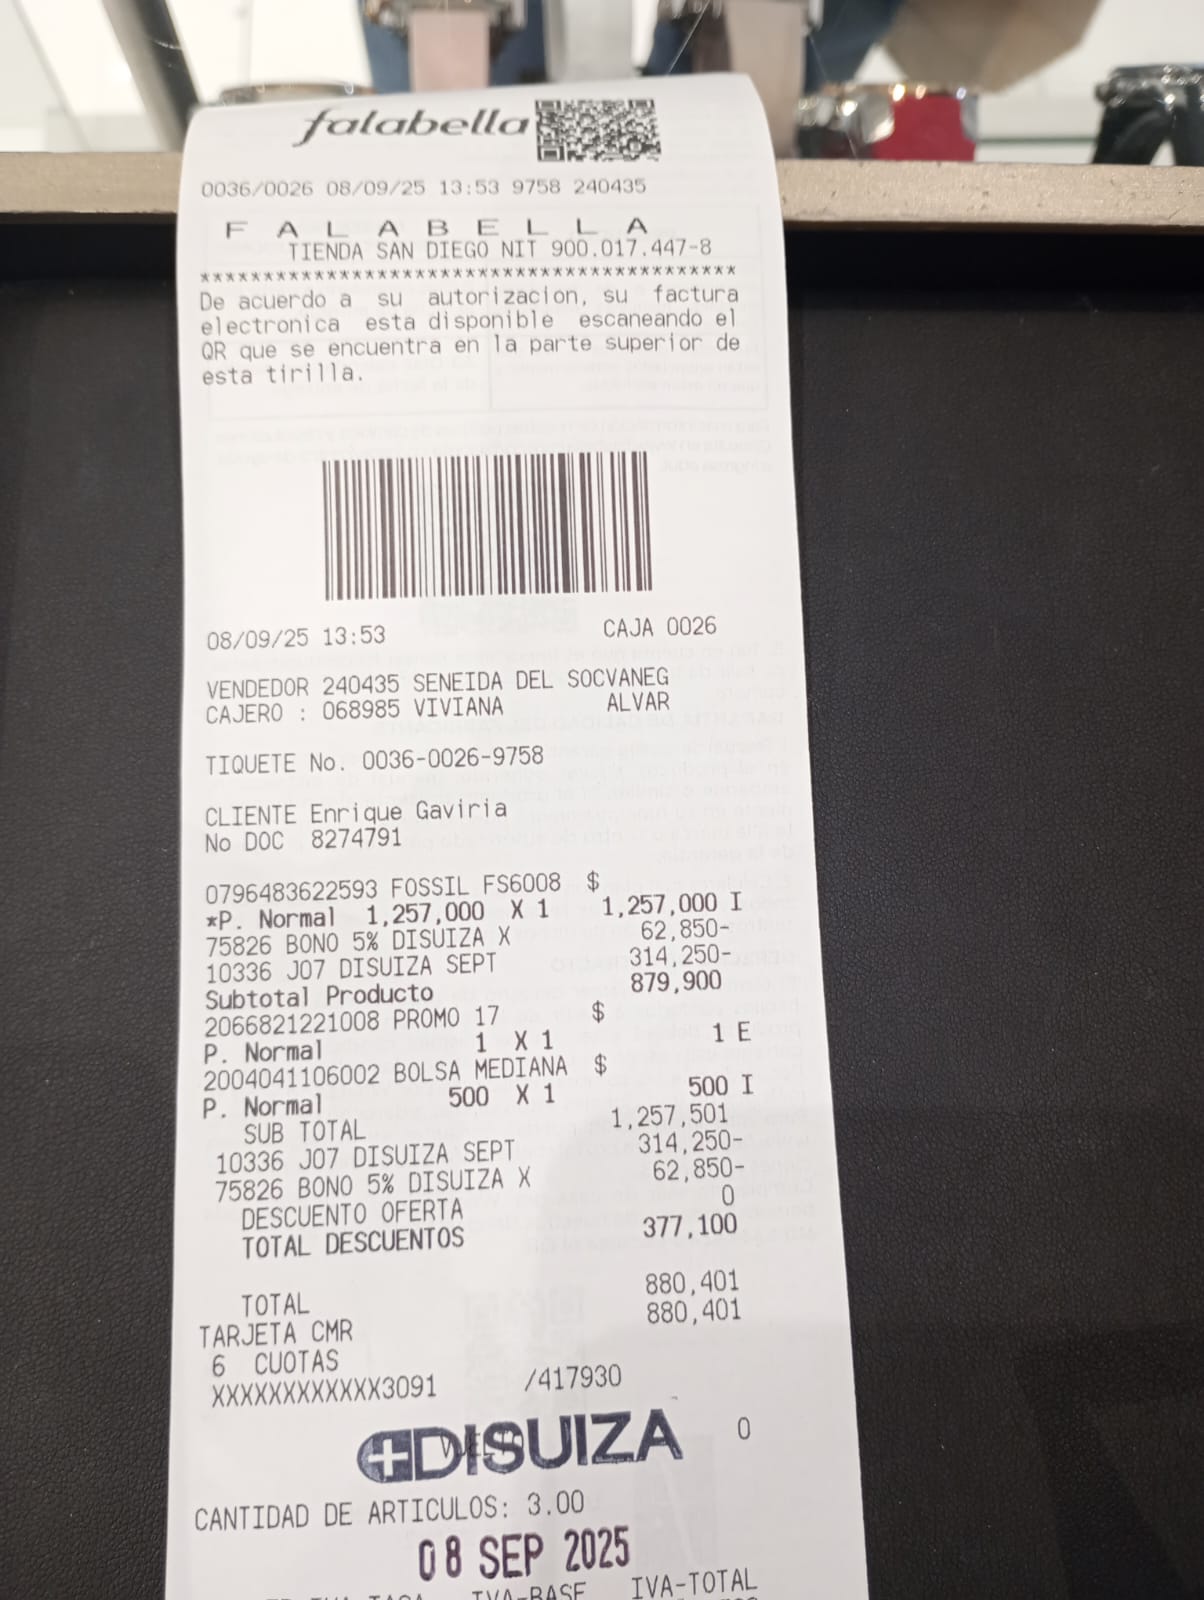 falabella
0036/0026 08/09/25 13:53 9758 240435
F A L A B E L L A
TIENDA SAN DIEGO NIT 900.017.447-8
******************************************
De acuerdo a su autorizacion, su factura
electronica esta disponible escaneando el
QR que se encuentra en la parte superior de
esta tirilla.
08/09/25 13:53 CAJA 0026
VENDEDOR 240435 SENEIDA DEL SOCVANEG
CAJERO : 068985 VIVIANA ALVAR
TIQUETE No. 0036-0026-9758
CLIENTE Enrique Gaviria
No DOC 8274791
0796483622593 FOSSIL FS6008 $
*P. Normal 1,257,000 X 1 1,257,000 I
75826 BONO 5% DISUIZA X 62,850-
10336 J07 DISUIZA SEPT 314,250-
Subtotal Producto 879,900
2066821221008 PROMO 17 $
P. Normal 1 X 1 1 E
2004041106002 BOLSA MEDIANA $
P. Normal 500 X 1 500 I
SUB TOTAL 1,257,501
10336 J07 DISUIZA SEPT 314,250-
75826 BONO 5% DISUIZA X 62,850-
DESCUENTO OFERTA 0
TOTAL DESCUENTOS 377,100
TOTAL 880,401
TARJETA CMR 880,401
6 CUOTAS
XXXXXXXXXXXX3091 /417930
DISUIZA 0
CANTIDAD DE ARTICULOS: 3.00
08 SEP 2025
IVA-BASE IVA-TOTAL